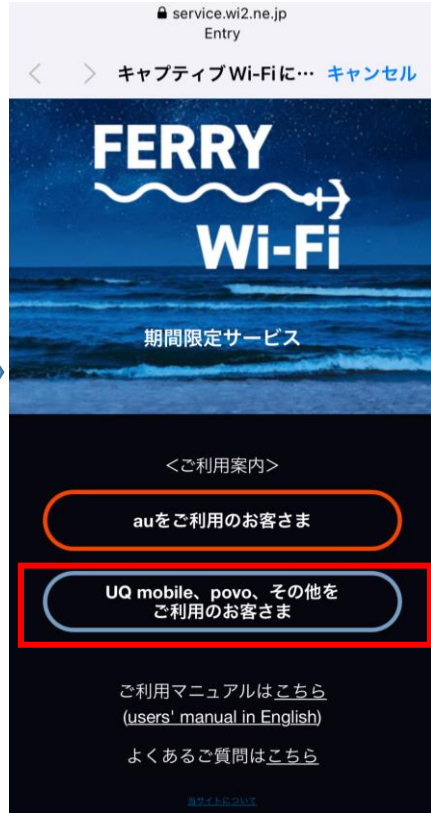 service.wi2.ne.jp
Entry
キャプティブ Wi-Fi に… キャンセル
FERRY
Wi-Fi
期間限定サービス
<ご利用案内>
auをご利用のお客さま
UQ mobile、povo、その他を
ご利用のお客さま
ご利用マニュアルはこちら
(users' manual in English)
よくあるご質問はこちら
当サイトについて